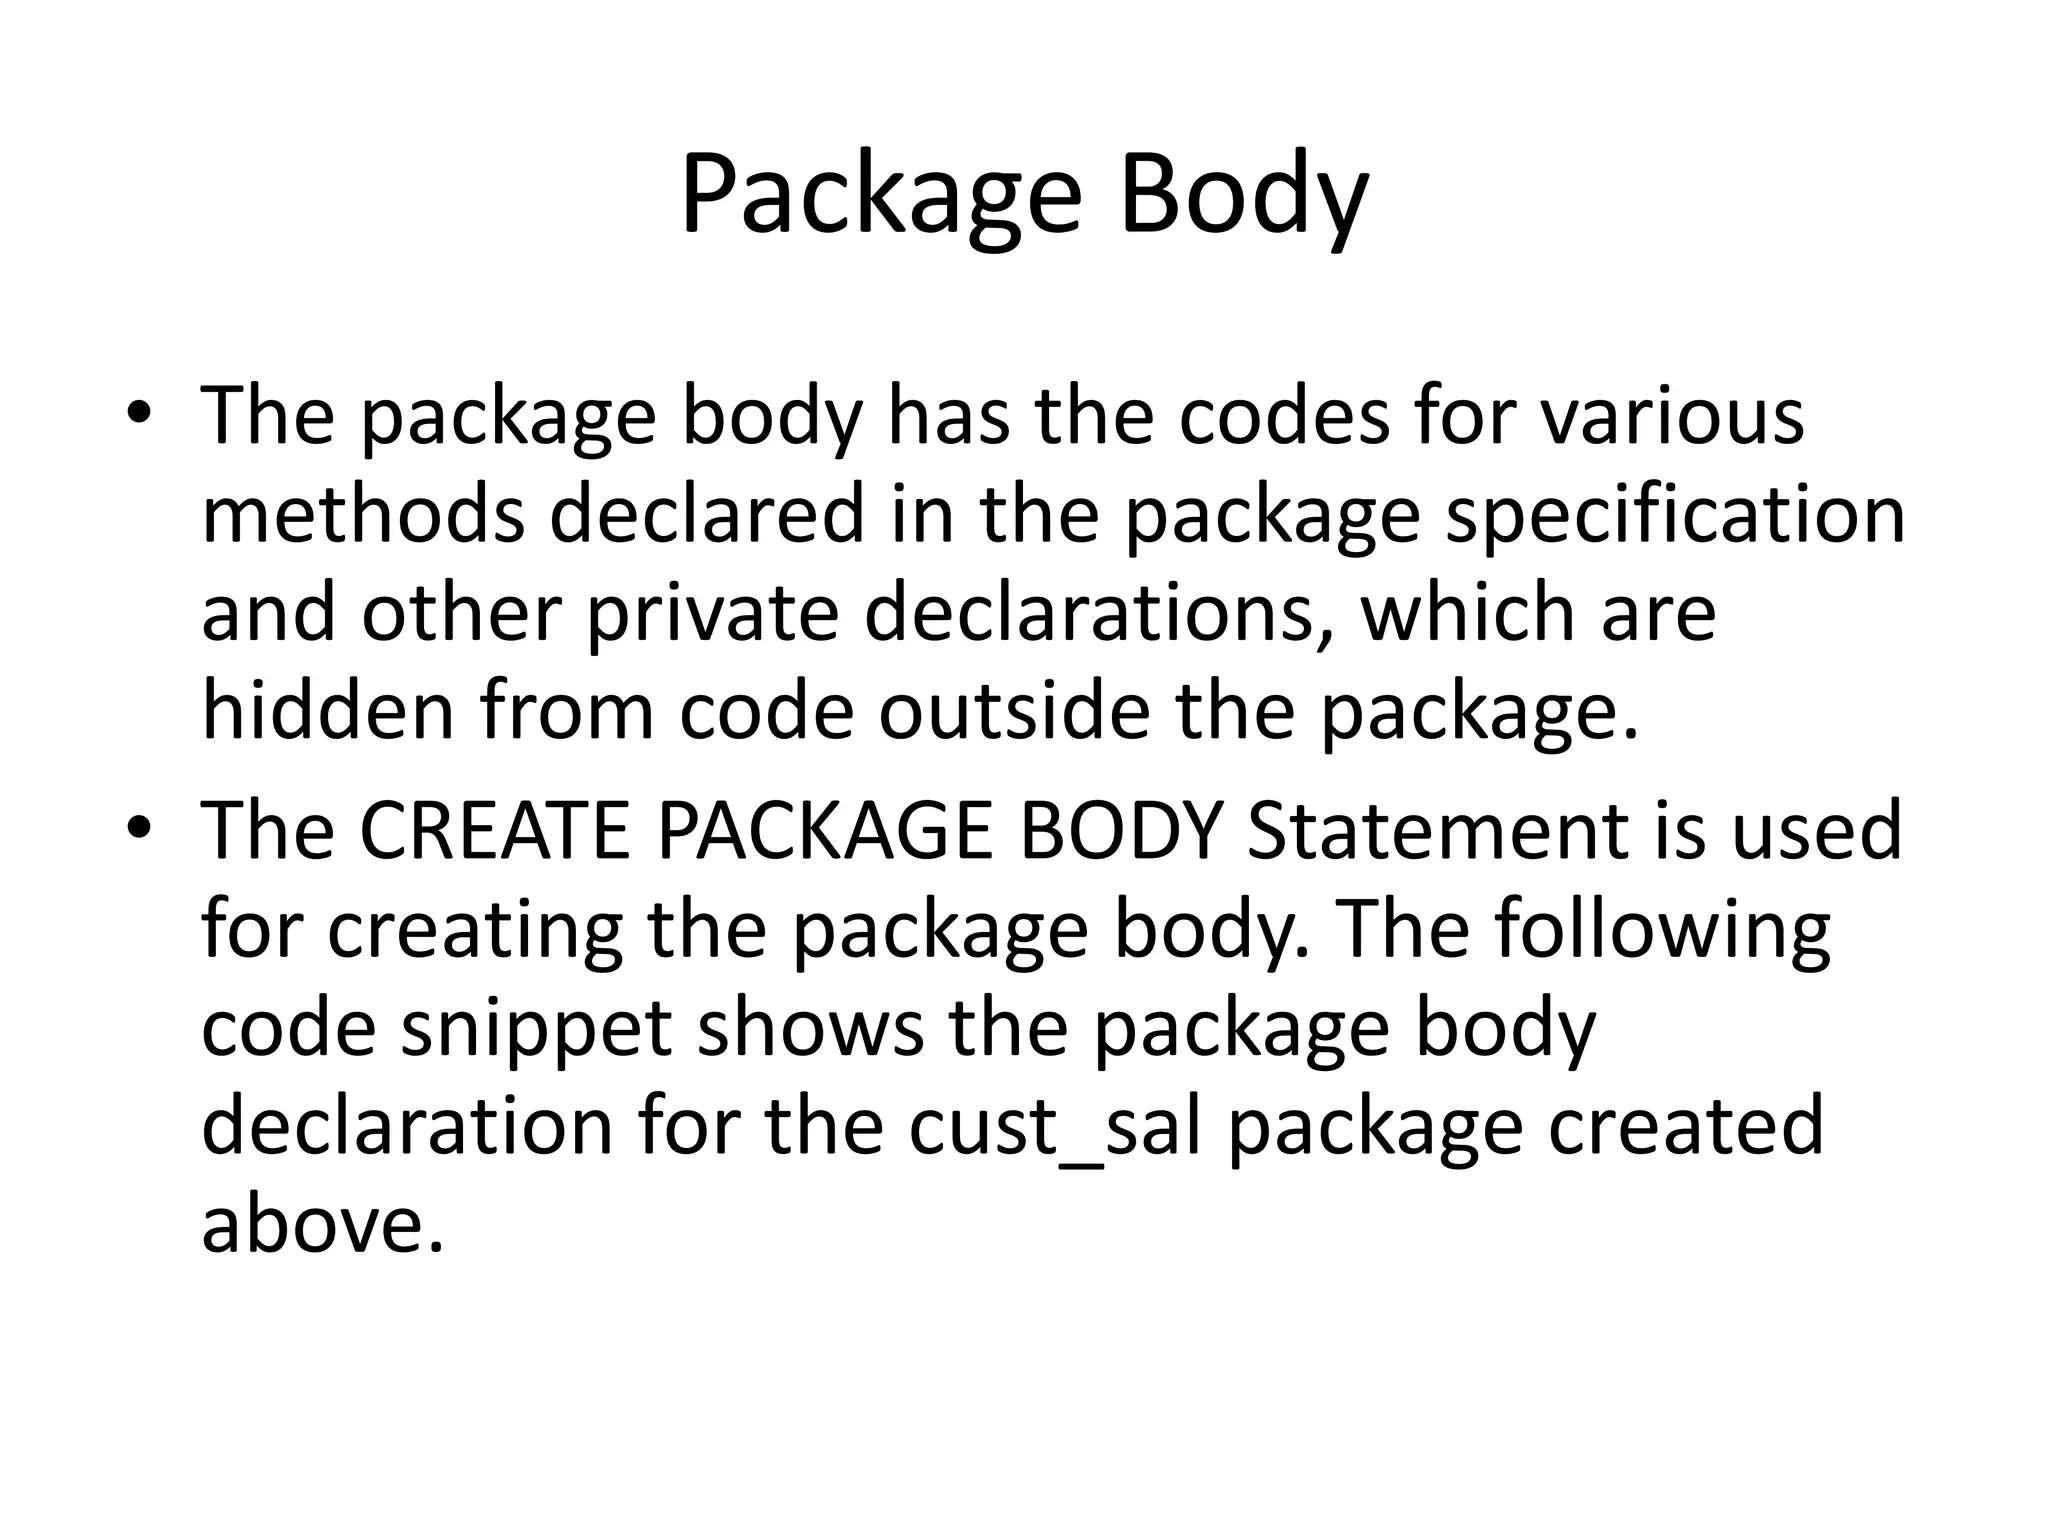 Package Body
• The package body has the codes for various
methods declared in the package specification
and other private declarations, which are
hidden from code outside the package.
• The CREATE PACKAGE BODY Statement is used
for creating the package body. The following
code snippet shows the package body
declaration for the cust_sal package created
above.